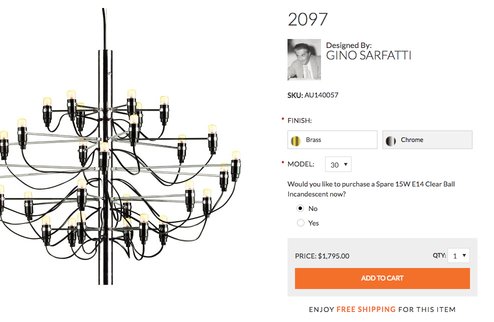 2097
Designed By:
GINO SARFATTI
SKU: AU140057
* FINISH:
Brass
Chrome
* MODEL: 30
Would you like to purchase a Spare 15W E14 Clear Ball
Incandescent now?
No
Yes
PRICE: $1,795.00 QTY: 1
ADD TO CART
ENJOY FREE SHIPPING FOR THIS ITEM